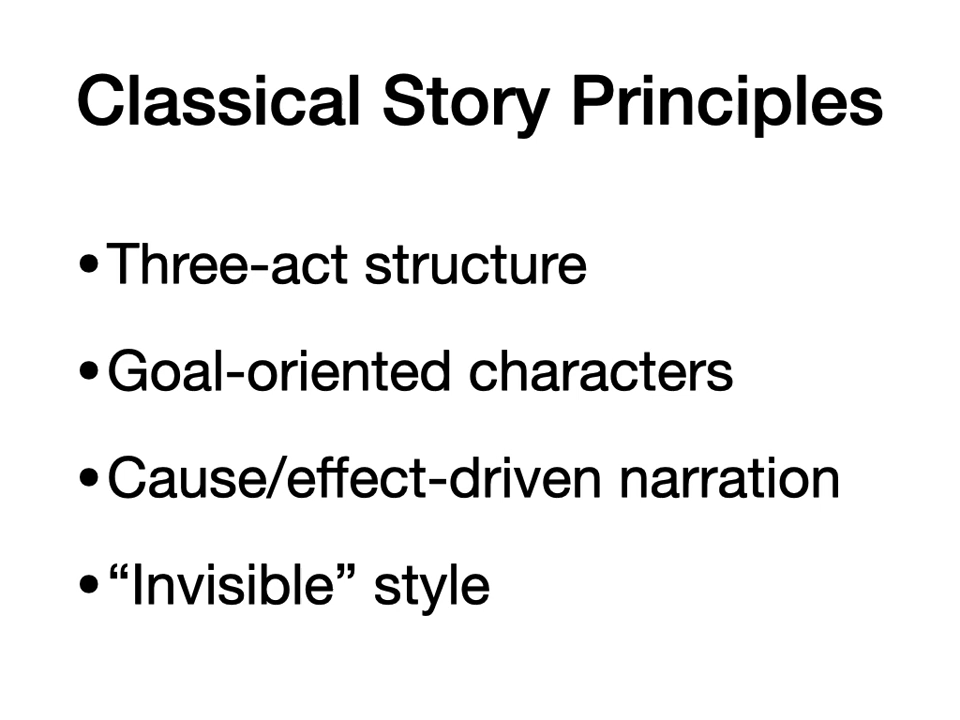 Classical Story Principles
•Three-act structure
•Goal-oriented characters
•Cause/effect-driven narration
•“Invisible” style